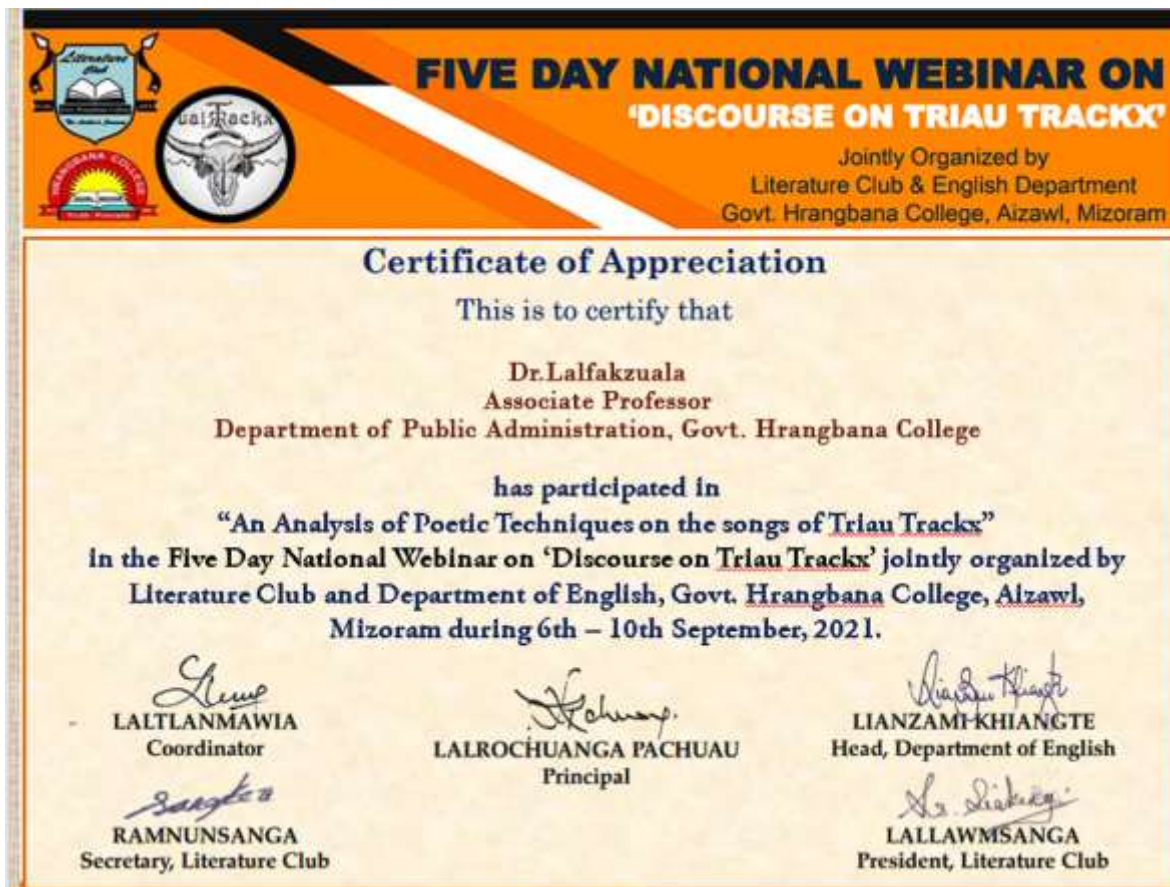 Literature
Club
HRANGBANA COLLEGE
FIVE DAY NATIONAL WEBINAR ON
‘DISCOURSE ON TRIAU TRACKX’
Jointly Organized by
Literature Club & English Department
Govt. Hrangbana College, Aizawl, Mizoram
Certificate of Appreciation
This is to certify that
Dr.Lalfakzuala
Associate Professor
Department of Public Administration, Govt. Hrangbana College
has participated in
“An Analysis of Poetic Techniques on the songs of Triau Trackx”
in the Five Day National Webinar on ‘Discourse on Triau Trackx’ jointly organized by
Literature Club and Department of English, Govt. Hrangbana College, Aizawl,
Mizoram during 6th – 10th September, 2021.
LALTLANMAWIA
Coordinator
LALROCHUANGA PACHUAU
Principal
LIANZAMI KHIANGTE
Head, Department of English
RAMNUNSANGA
Secretary, Literature Club
LALLAWMSANGA
President, Literature Club